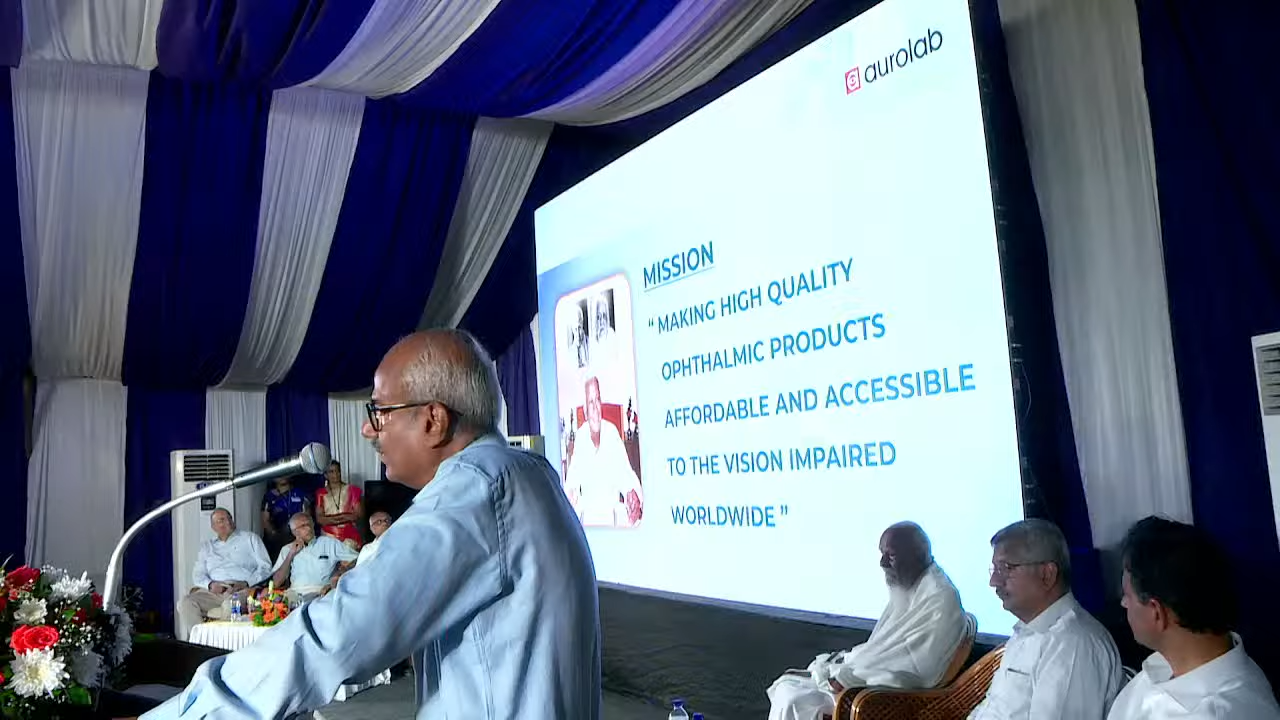 aurolab
MISSION
“ MAKING HIGH QUALITY
OPHTHALMIC PRODUCTS
AFFORDABLE AND ACCESSIBLE
TO THE VISION IMPAIRED
WORLDWIDE ”